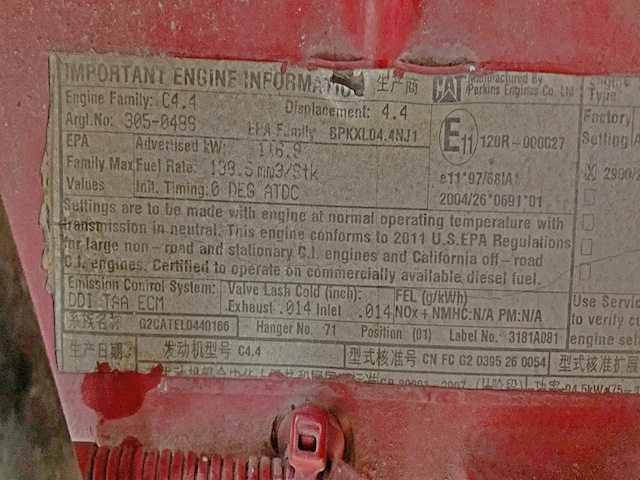 IMPORTANT ENGINE INFORMATION 生产商 CAT Manufactured By
Perkins Engines Co. Ltd
Engine Family: C4.4 Displacement: 4.4
Argl.No: 305-0489 EPA Family BPKXL04.4NJ1
EPA Advertised kW: 116.9
Family Max Fuel Rate: mm3/Stk
Values Init. Timing: 0 DEG ATDC
E11 120R-000027
e11*97/68IA*
2004/26*0691*01
Settings are to be made with engine at normal operating temperature with
transmission in neutral. This engine conforms to 2011 U.S.EPA Regulations
for large non-road and stationary C.I. engines and California off-road
C.I. engines. Certified to operate on commercially available diesel fuel.
Emission Control System: Valve Lash Cold (inch): FEL (g/kWh)
DDI TAA ECM Exhaust .014 Inlet .014 NOx + NMHC:N/A PM:N/A
系族名称 G2CATEL0440166 Hanger No. 71 Position (01) Label No. 3181A081
生产日期 发动机型号 C4.4 型式核准号 CN FC G2 0395 26 0054 型式核准扩展
Engine
Type
Factory
Setting
X 2900/
Use Servic
to verify cu
engine sett